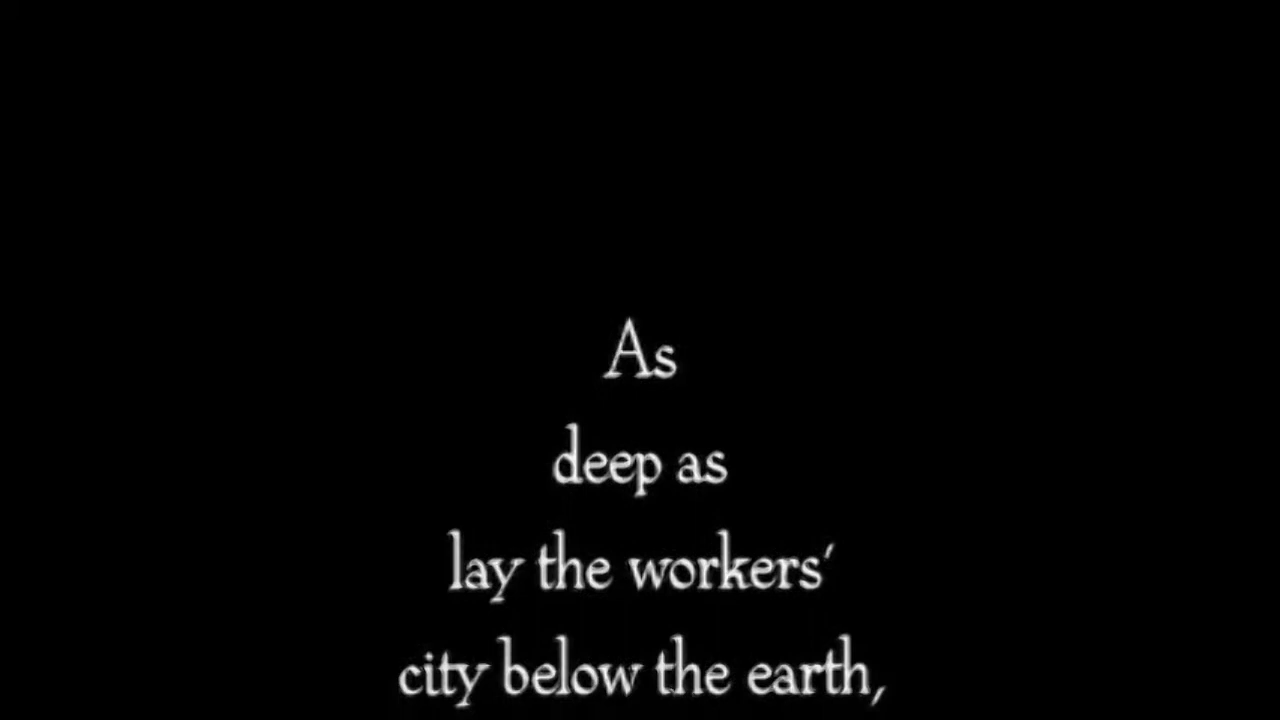 As
deep as
lay the workers'
city below the earth,